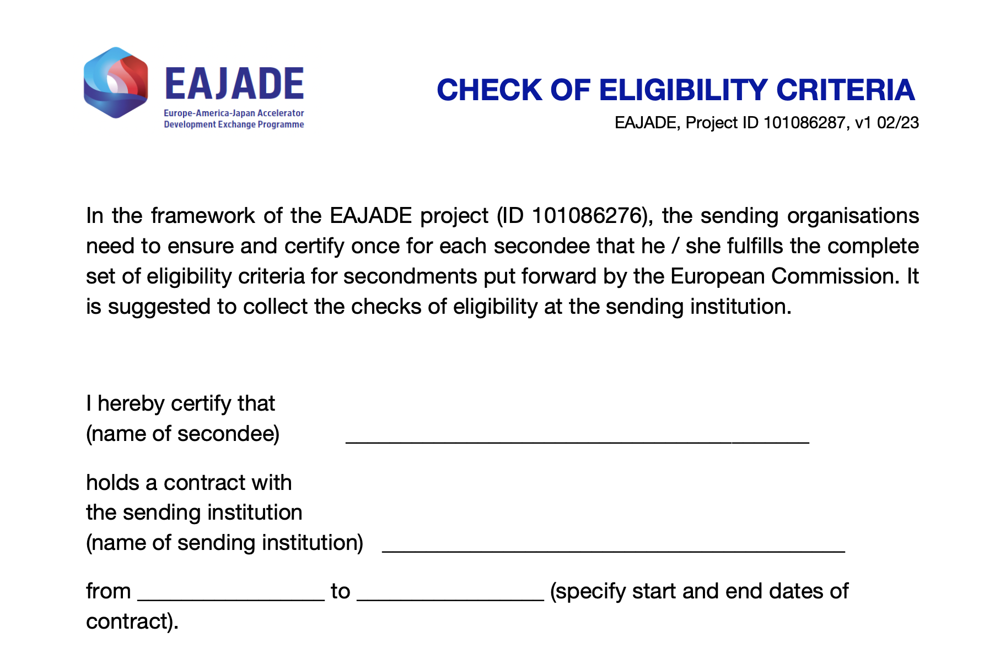 EAJADE
Europe-America-Japan Accelerator
Development Exchange Programme
CHECK OF ELIGIBILITY CRITERIA
EAJADE, Project ID 101086287, v1 02/23
In the framework of the EAJADE project (ID 101086276), the sending organisations
need to ensure and certify once for each secondee that he / she fulfills the complete
set of eligibility criteria for secondments put forward by the European Commission. It
is suggested to collect the checks of eligibility at the sending institution.
I hereby certify that
(name of secondee) __________________________________________
holds a contract with
the sending institution
(name of sending institution) __________________________________________
from _________________ to _________________ (specify start and end dates of
contract).